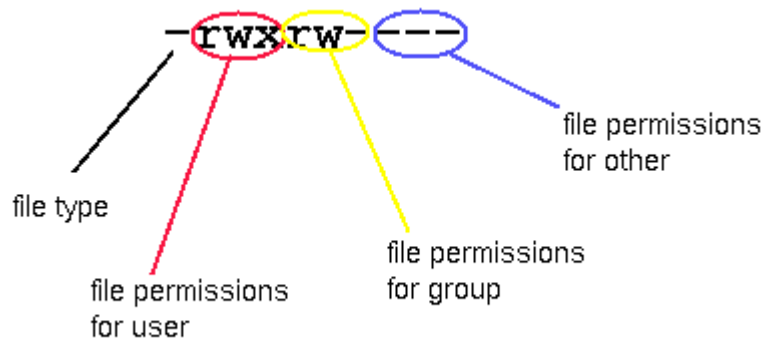 -rwxrw----
file permissions
for other
file type
file permissions
for group
file permissions
for user